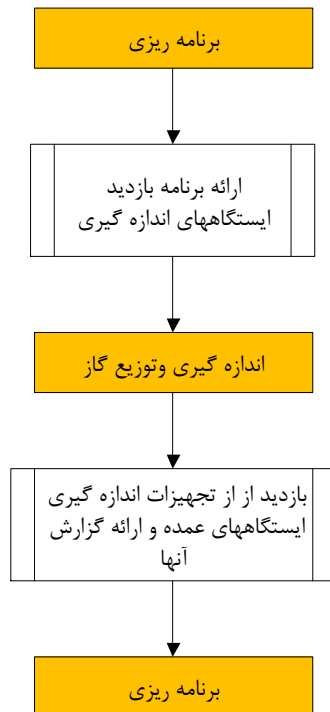 برنامه ریزی
ارائه برنامه بازدید
ایستگاههای اندازه گیری
اندازه گیری وتوزیع گاز
بازدید از از تجهیزات اندازه گیری
ایستگاههای عمده و ارائه گزارش
آنها
برنامه ریزی